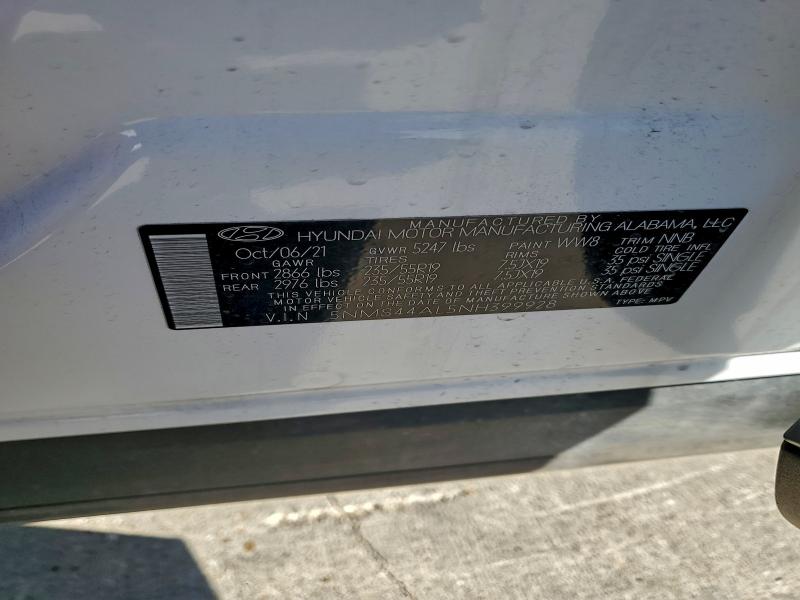 MANUFACTURED BY
HYUNDAI MOTOR MANUFACTURING ALABAMA, LLC
Oct/06/21 GVWR 5247 lbs PAINT WW8 TRIM NNB
GAWR TIRES RIMS COLD TIRE INFL
FRONT 2866 lbs 235/55R19 7.5JX19 35 psi SINGLE
REAR 2976 lbs 235/55R19 7.5JX19 35 psi SINGLE
THIS VEHICLE CONFORMS TO ALL APPLICABLE U.S.
MOTOR VEHICLE SAFETY AND THEFT PREVENTION STANDARDS
IN EFFECT ON THE DATE OF MANUFACTURE SHOWN ABOVE
V.I.N TYPE: MPV